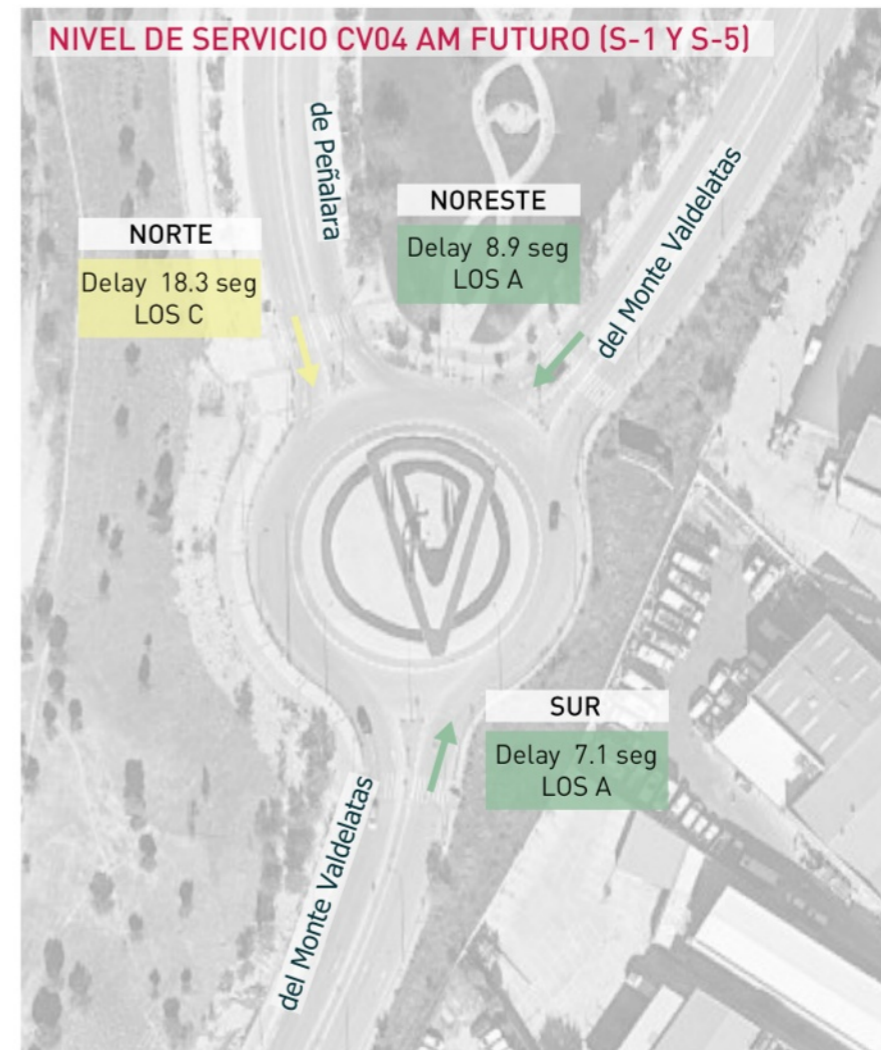 NIVEL DE SERVICIO CV04 AM FUTURO (S-1 Y S-5)
de Peñalara
NORESTE
Delay 8.9 seg
LOS A
del Monte Valdelatas
NORTE
Delay 18.3 seg
LOS C
SUR
Delay 7.1 seg
LOS A
del Monte Valdelatas